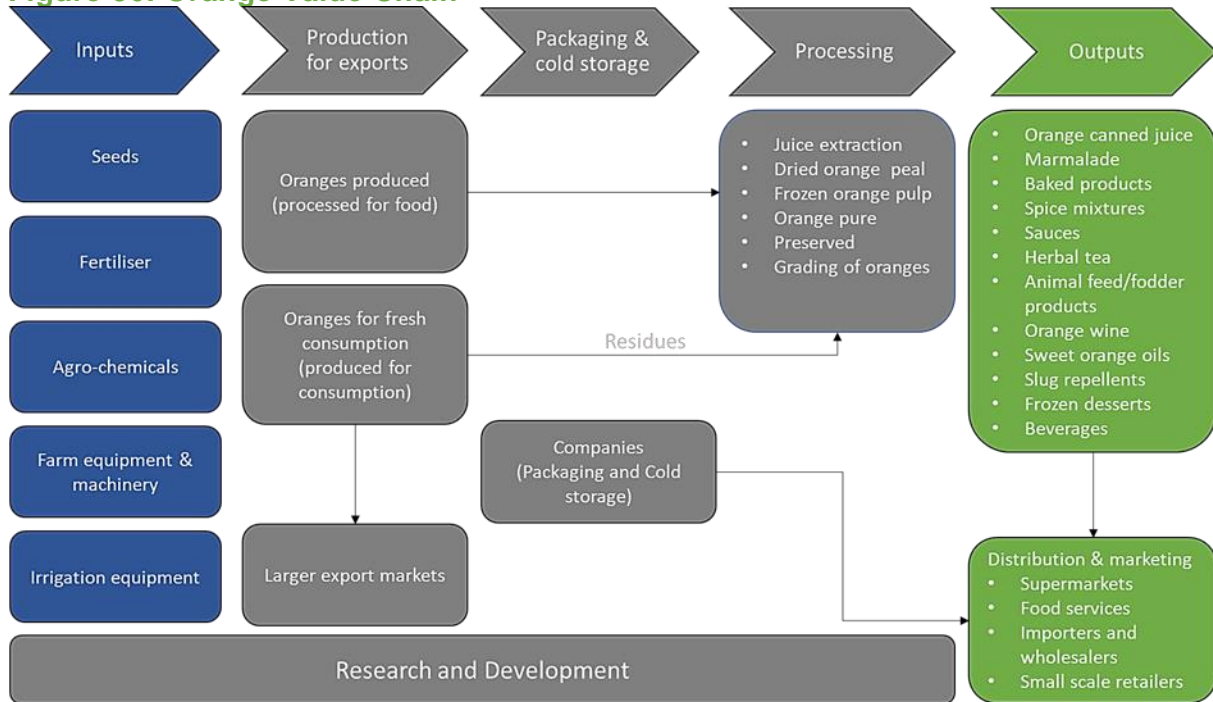 Inputs
Production
for exports
Packaging &
cold storage
Processing
Outputs
Seeds
Fertiliser
Agro-chemicals
Farm equipment &
machinery
Irrigation equipment
Oranges produced
(processed for food)
Oranges for fresh
consumption
(produced for
consumption)
Larger export markets
Residues
Companies
(Packaging and Cold
storage)
• Juice extraction
• Dried orange peal
• Frozen orange pulp
• Orange pure
• Preserved
• Grading of oranges
• Orange canned juice
• Marmalade
• Baked products
• Spice mixtures
• Sauces
• Herbal tea
• Animal feed/fodder
products
• Orange wine
• Sweet orange oils
• Slug repellents
• Frozen desserts
• Beverages
Distribution & marketing
• Supermarkets
• Food services
• Importers and
wholesalers
• Small scale retailers
Research and Development